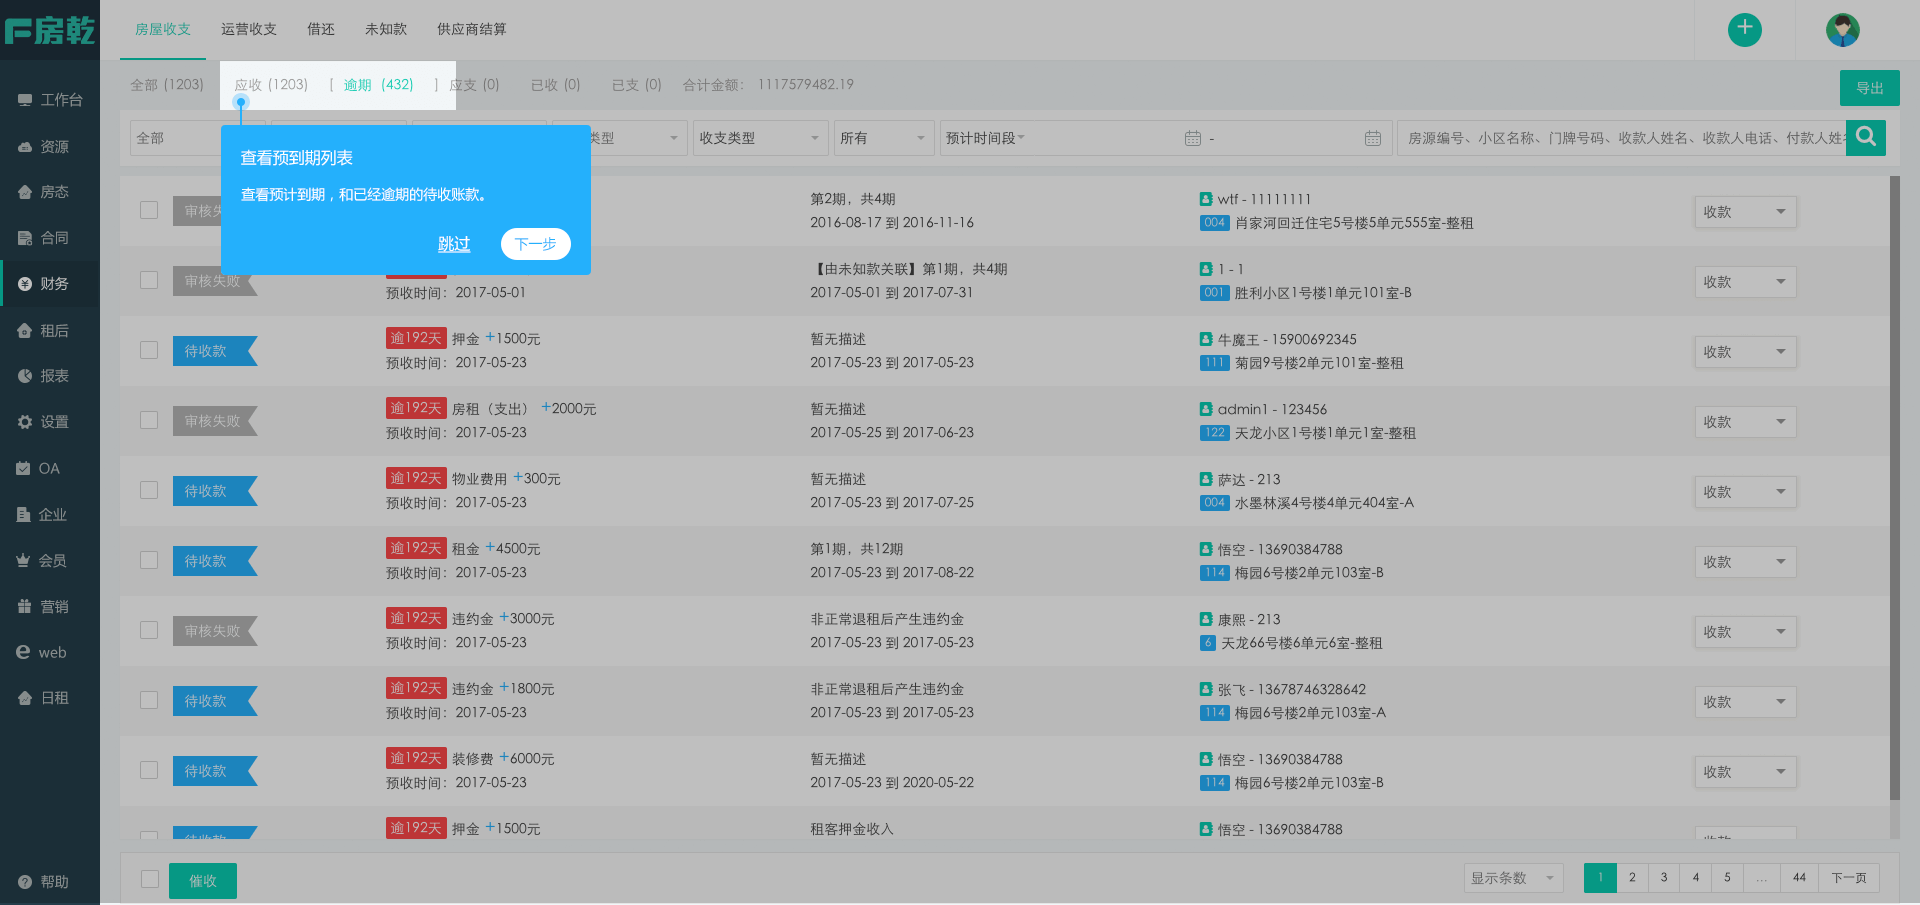 房乾
房屋收支 运营收支 借还 未知款 供应商结算
全部 (1203) 应收 (1203) [ 逾期 (432) ] 应支 (0) 已收 (0) 已支 (0) 合计金额： 1117579482.19
导出
全部 类型 收支类型 所有 预计时间段 - 房源编号、小区名称、门牌号码、收款人姓名、收款人电话、付款人姓名
查看预到期列表
查看预计到期，和已经逾期的待收账款。
跳过 下一步
工作台
资源
房态
合同
财务
租后
报表
设置
OA
企业
会员
营销
web
日租
帮助
审核失
第2期，共4期
2016-08-17 到 2016-11-16
wtf - 11111111
004 肖家河回迁住宅5号楼5单元555室-整租
收款
审核失败
预收时间： 2017-05-01
【由未知款关联】第1期，共4期
2017-05-01 到 2017-07-31
1 - 1
001 胜利小区1号楼1单元101室-B
收款
待收款
逾192天 押金 +1500元
预收时间： 2017-05-23
暂无描述
2017-05-23 到 2017-05-23
牛魔王 - 15900692345
111 菊园9号楼2单元101室-整租
收款
审核失败
逾192天 房租（支出） +2000元
预收时间： 2017-05-23
暂无描述
2017-05-25 到 2017-06-23
admin1 - 123456
122 天龙小区1号楼1单元1室-整租
收款
待收款
逾192天 物业费用 +300元
预收时间： 2017-05-23
暂无描述
2017-05-23 到 2017-07-25
萨达 - 213
004 水墨林溪4号楼4单元404室-A
收款
待收款
逾192天 租金 +4500元
预收时间： 2017-05-23
第1期，共12期
2017-05-23 到 2017-08-22
悟空 - 13690384788
114 梅园6号楼2单元103室-B
收款
审核失败
逾192天 违约金 +3000元
预收时间： 2017-05-23
非正常退租后产生违约金
2017-05-23 到 2017-05-23
康熙 - 213
6 天龙66号楼6单元6室-整租
收款
待收款
逾192天 违约金 +1800元
预收时间： 2017-05-23
非正常退租后产生违约金
2017-05-23 到 2017-05-23
张飞 - 13678746328642
114 梅园6号楼2单元103室-A
收款
待收款
逾192天 装修费 +6000元
预收时间： 2017-05-23
暂无描述
2017-05-23 到 2020-05-22
悟空 - 13690384788
114 梅园6号楼2单元103室-B
收款
待收款
逾192天 押金 +1500元
租客押金收入
悟空 - 13690384788
收款
催收
显示条数 1 2 3 4 5 ... 44 下一页